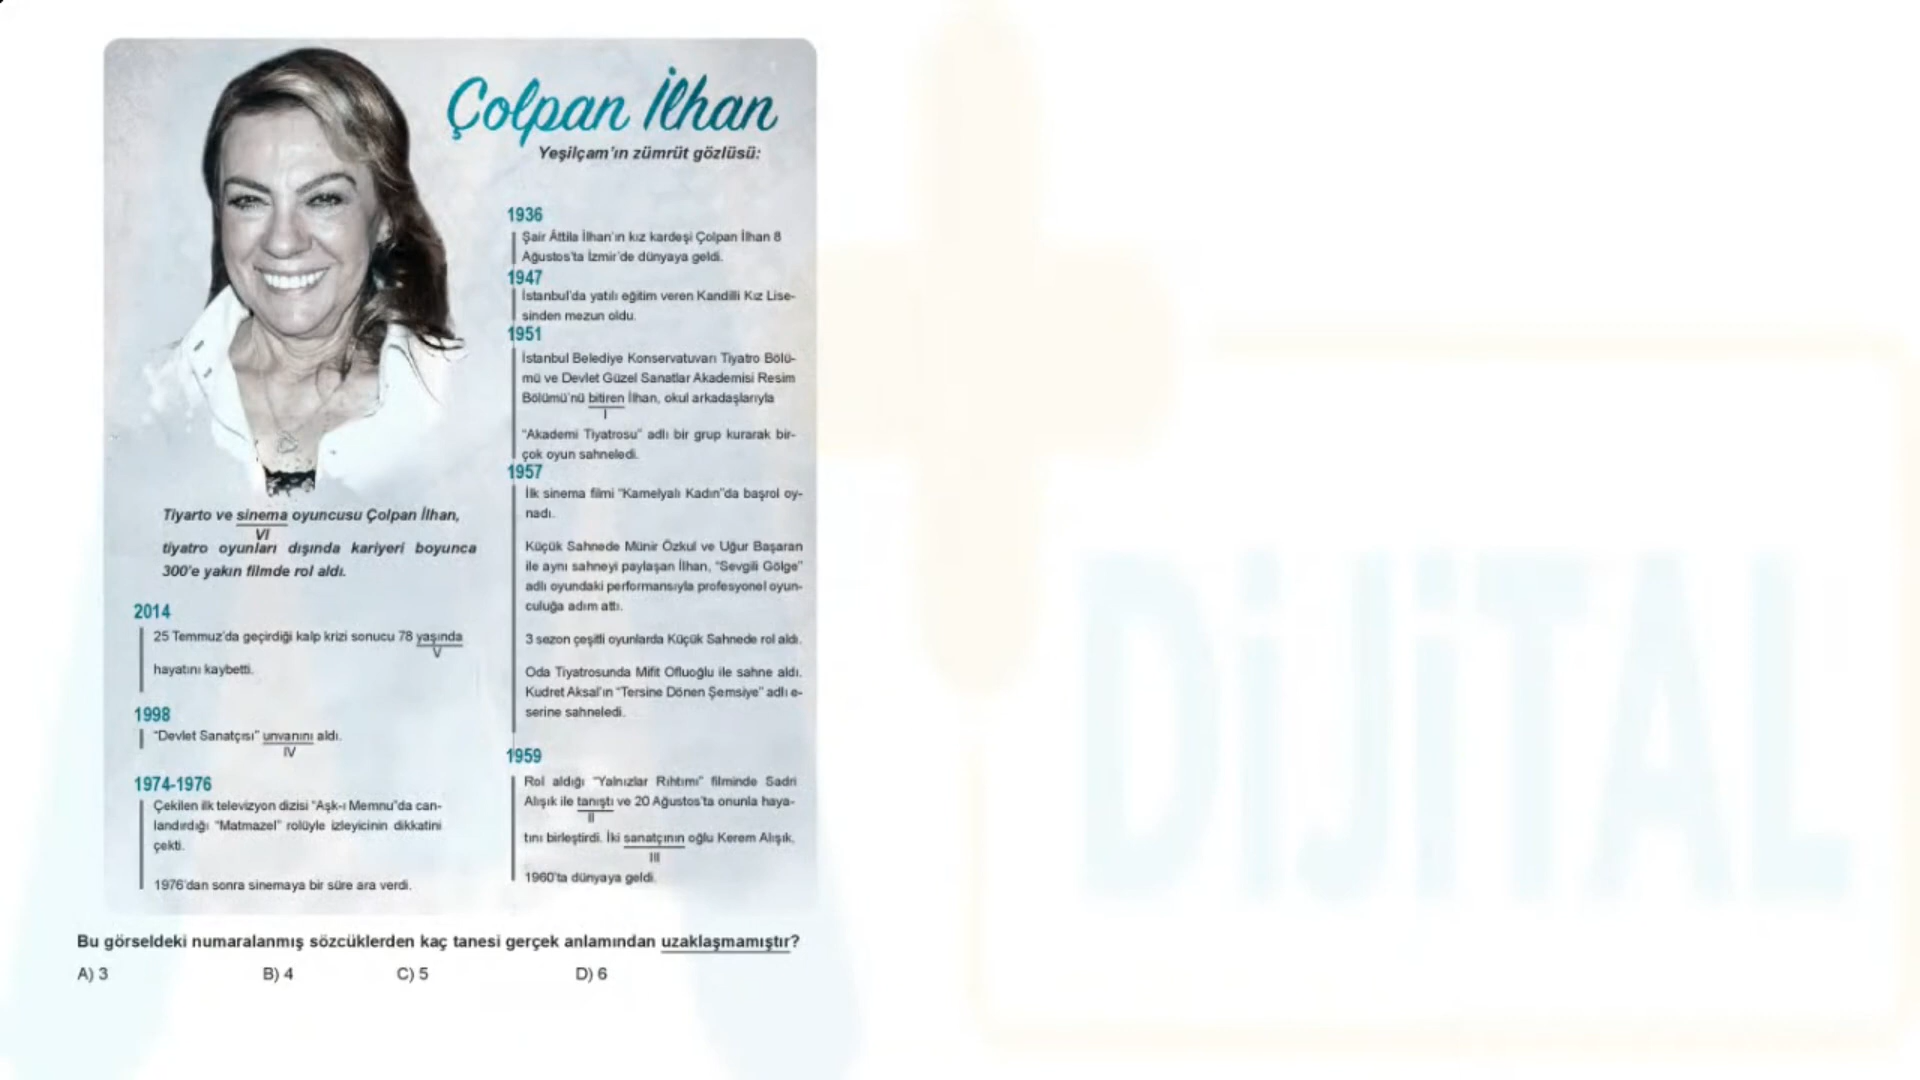 Çolpan İlhan
Yeşilçam'ın zümrüt gözlüsü:
1936
Şair Âttila İlhan'ın kız kardeşi Çolpan İlhan 8
Ağustos'ta İzmir'de dünyaya geldi.
1947
İstanbul'da yatılı eğitim veren Kandilli Kız Lise-
sinden mezun oldu.
1951
İstanbul Belediye Konservatuvarı Tiyatro Bölü-
mü ve Devlet Güzel Sanatlar Akademisi Resim
Bölümü'nü bitiren İlhan, okul arkadaşlarıyla
I
"Akademi Tiyatrosu" adlı bir grup kurarak bir-
çok oyun sahneledi.
1957
İlk sinema filmi "Kamelyalı Kadın"da başrol oy-
nadı.
Küçük Sahnede Münir Özkul ve Uğur Başaran
ile aynı sahneyi paylaşan İlhan, "Sevgili Gölge"
adlı oyundaki performansıyla profesyonel oyun-
culuğa adım attı.
3 sezon çeşitli oyunlarda Küçük Sahnede rol aldı.
Oda Tiyatrosunda Mifit Ofluoğlu ile sahne aldı.
Kudret Aksal'ın "Tersine Dönen Şemsiye" adlı e-
serine sahneledi.
1959
Rol aldığı "Yalnızlar Rıhtımı" filminde Sadri
Alışık ile tanıştı ve 20 Ağustos'ta onunla haya-
II
tını birleştirdi. İki sanatçının oğlu Kerem Alışık,
III
1960'ta dünyaya geldi.
Tiyarto ve sinema oyuncusu Çolpan İlhan,
VI
tiyatro oyunları dışında kariyeri boyunca
300'e yakın filmde rol aldı.
2014
25 Temmuz'da geçirdiği kalp krizi sonucu 78 yaşında
V
hayatını kaybetti.
1998
"Devlet Sanatçısı" unvanını aldı.
IV
1974-1976
Çekilen ilk televizyon dizisi "Aşk-ı Memnu"da can-
landırdığı "Matmazel" rolüyle izleyicinin dikkatini
çekti.
1976'dan sonra sinemaya bir süre ara verdi.
Bu görseldeki numaralanmış sözcüklerden kaç tanesi gerçek anlamından uzaklaşmamıştır?
A) 3 B) 4 C) 5 D) 6
DİJİTAL